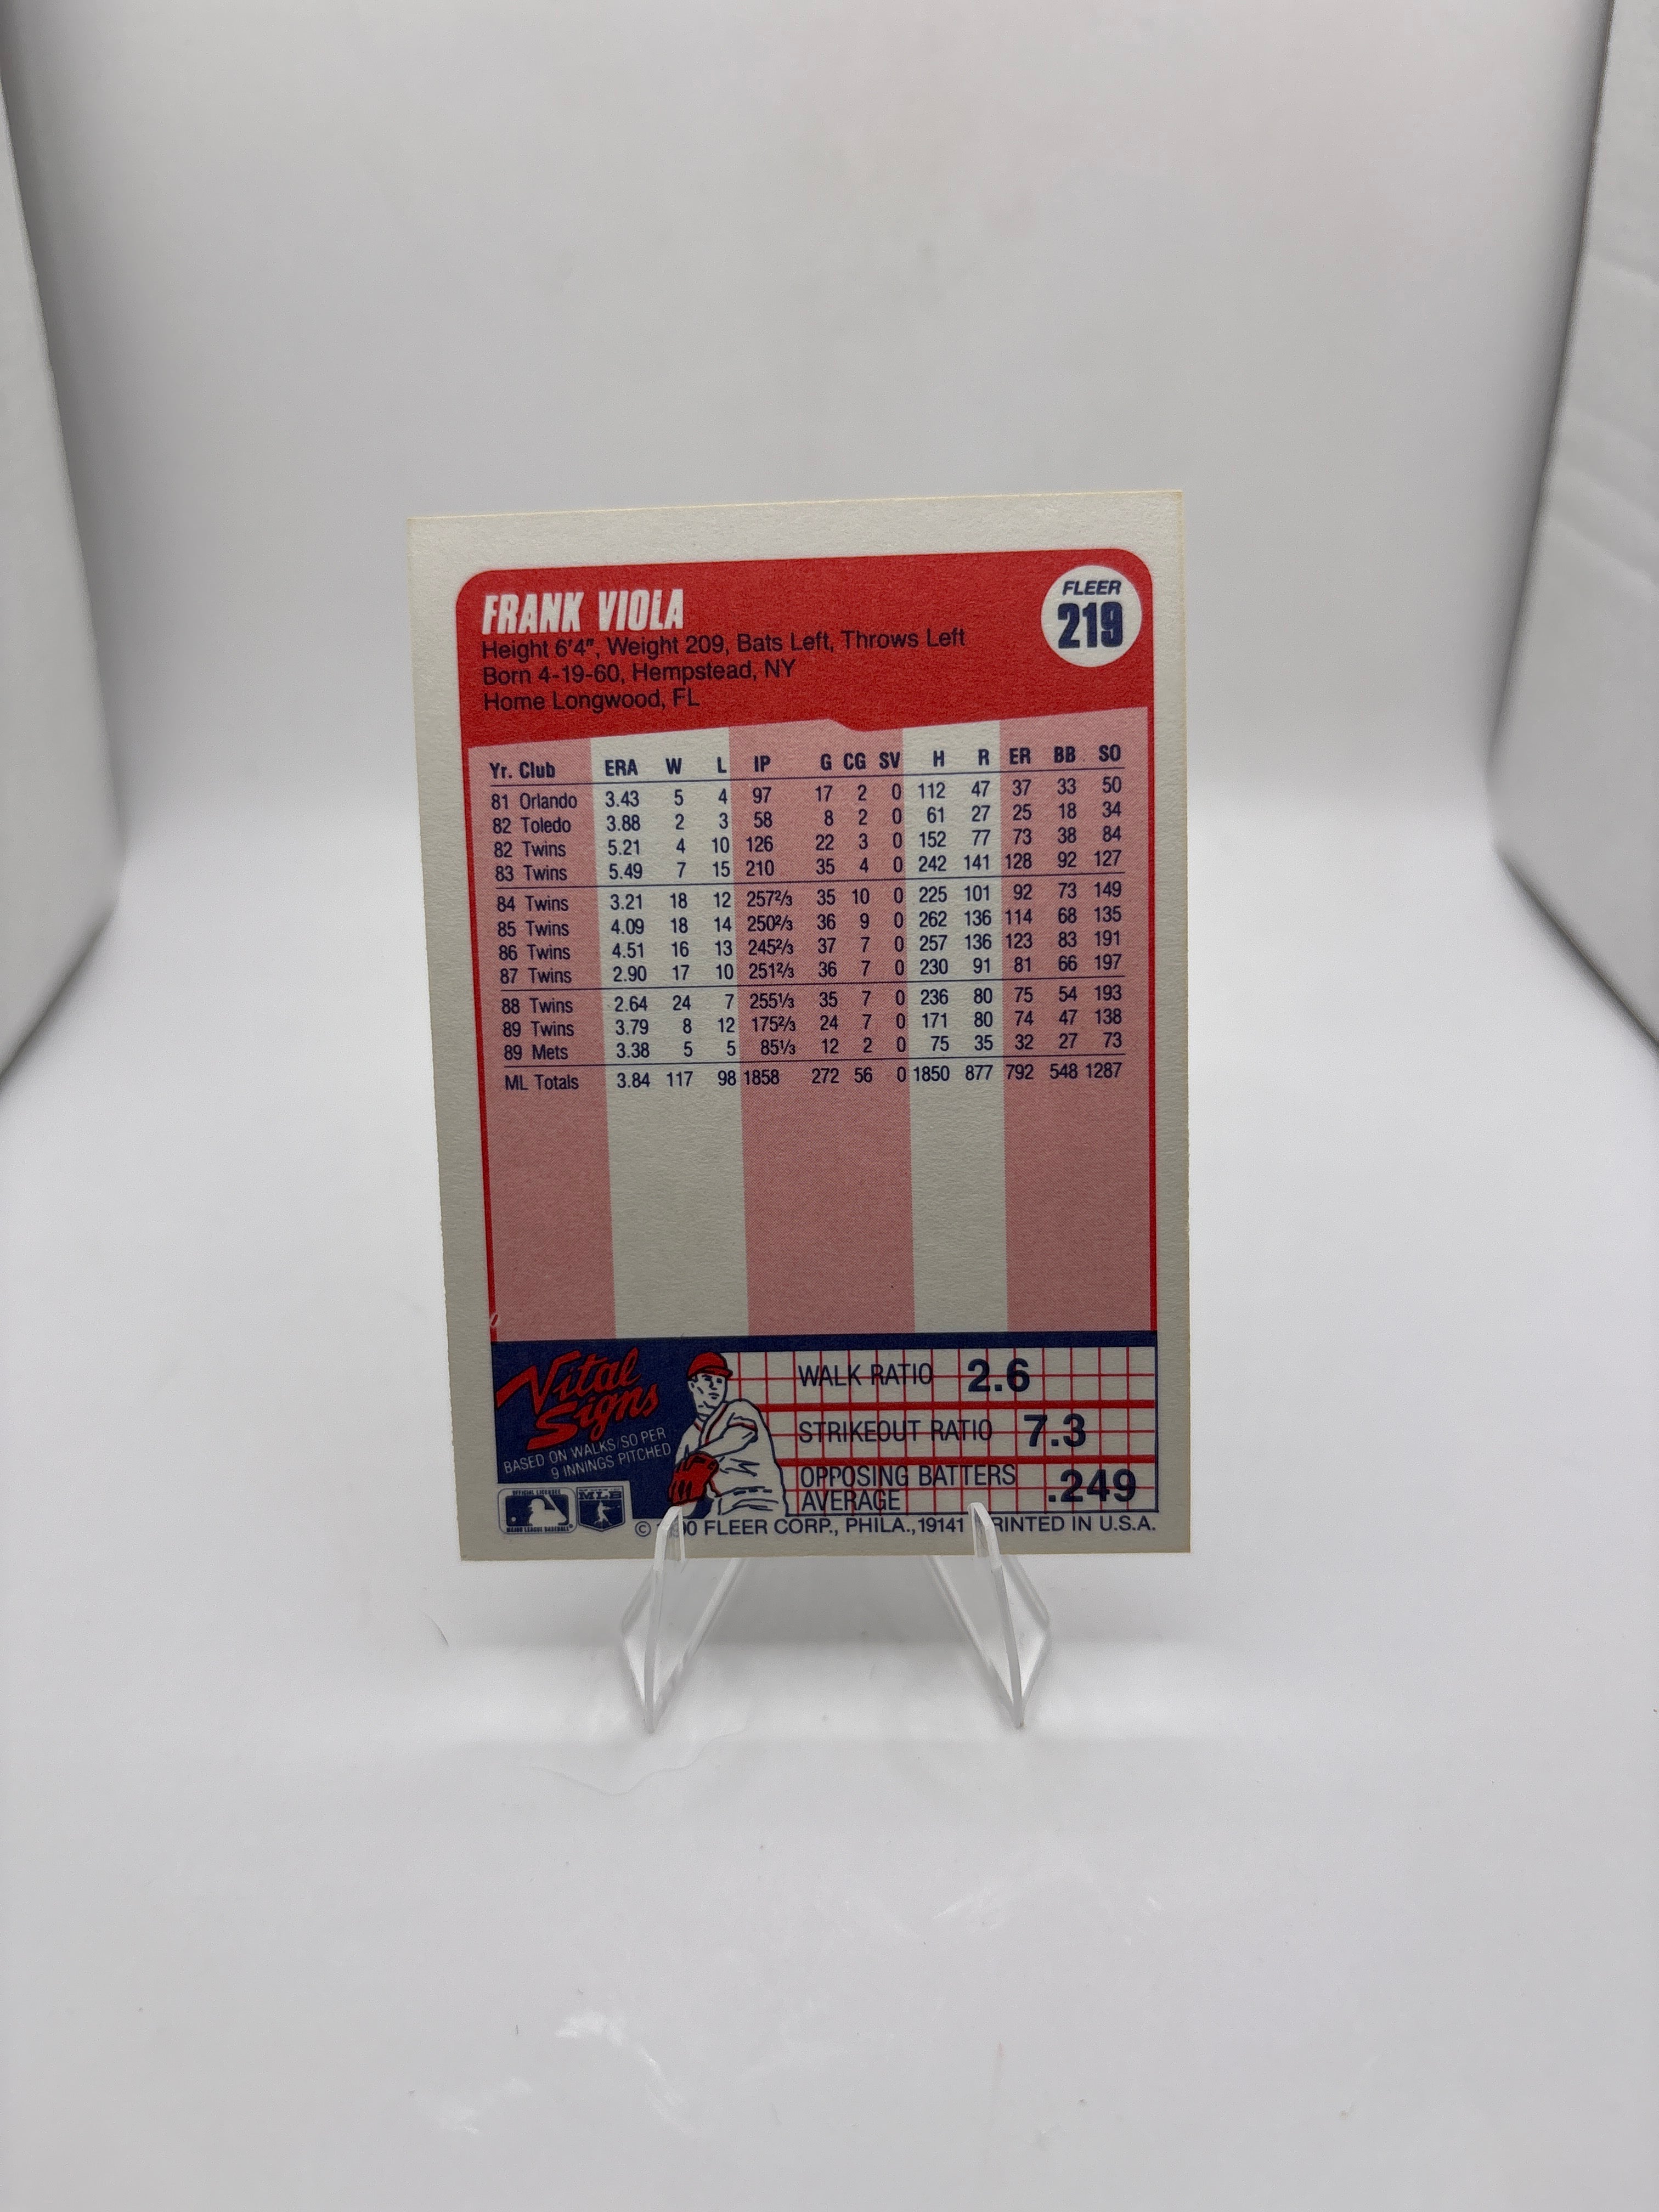 FRANK VIOLA
FLEER
219
Height 6'4", Weight 209, Bats Left, Throws Left
Born 4-19-60, Hempstead, NY
Home Longwood, FL
Yr. Club ERA W L IP G CG SV H R ER BB SO
81 Orlando 3.43 5 4 97 17 2 0 112 47 37 33 50
82 Toledo 3.88 2 3 58 8 2 0 61 27 25 18 34
82 Twins 5.21 4 10 126 22 3 0 152 77 73 38 84
83 Twins 5.49 7 15 210 35 4 0 242 141 128 92 127
84 Twins 3.21 18 12 257⅔ 35 10 0 225 101 92 73 149
85 Twins 4.09 18 14 250⅔ 36 9 0 262 136 114 68 135
86 Twins 4.51 16 13 245⅔ 37 7 0 257 136 123 83 191
87 Twins 2.90 17 10 251⅔ 36 7 0 230 91 81 66 197
88 Twins 2.64 24 7 255⅓ 35 7 0 236 80 75 54 193
89 Twins 3.79 8 12 175⅔ 24 7 0 171 80 74 47 138
89 Mets 3.38 5 5 85⅓ 12 2 0 75 35 32 27 73
ML Totals 3.84 117 98 1858 272 56 0 1850 877 792 548 1287
Vital
Signs
BASED ON WALKS/SO PER
9 INNINGS PITCHED
WALK RATIO 2.6
STRIKEOUT RATIO 7.3
OPPOSING BATTERS
AVERAGE .249
OFFICIAL LICENSEE
MAJOR LEAGUE BASEBALL
MLB
© FLEER CORP., PHILA., 19141 RINTED IN U.S.A.